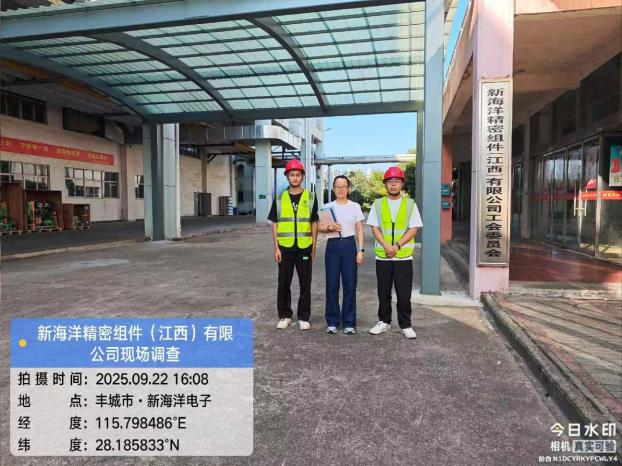 新海洋精密组件(江西)有限公司工会委员会
新海洋精密组件（江西）有限
公司现场调查
拍摄时间：2025.09.22 16:08
地　　点：丰城市·新海洋电子
经　　度：115.798486°E
纬　　度：28.185833°N
今日水印
相机 真实可验
防伪 N1DCYRKYPCWLY4